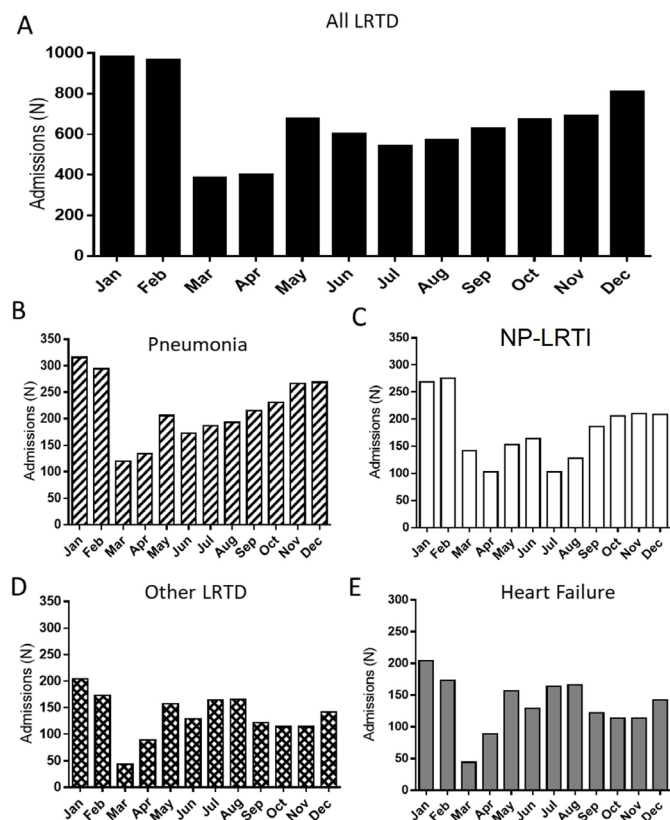 A
All LRTD
Admissions (N)
1000
800
600
400
200
0
Jan Feb Mar Apr May Jun Jul Aug Sep Oct Nov Dec
B
Pneumonia
Admissions (N)
350
300
250
200
150
100
50
0
Jan Feb Mar Apr May Jun Jul Aug Sep Oct Nov Dec
C
NP-LRTI
Admissions (N)
350
300
250
200
150
100
50
0
Jan Feb Mar Apr May Jun Jul Aug Sep Oct Nov Dec
D
Other LRTD
Admissions (N)
350
300
250
200
150
100
50
0
Jan Feb Mar Apr May Jun Jul Aug Sep Oct Nov Dec
E
Heart Failure
Admissions (N)
350
300
250
200
150
100
50
0
Jan Feb Mar Apr May Jun Jul Aug Sep Oct Nov Dec